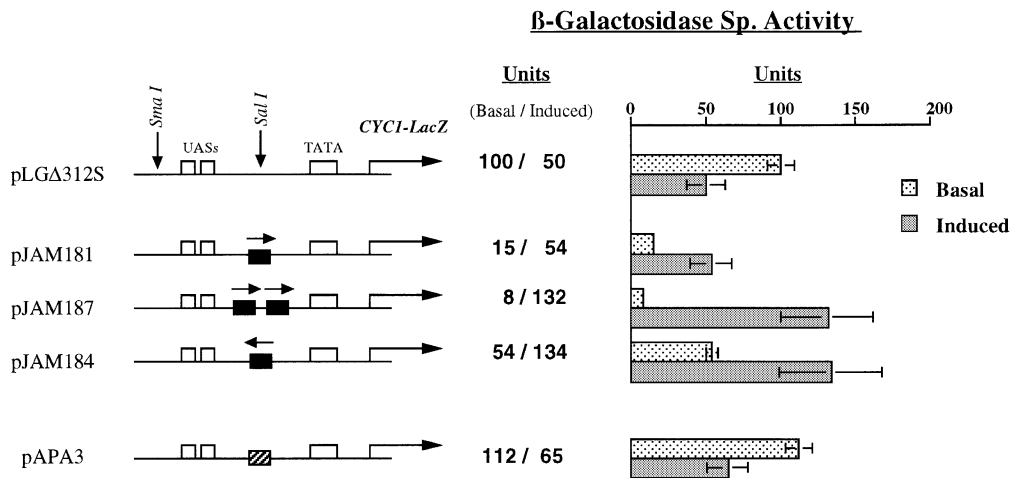 ß-Galactosidase Sp. Activity
Units
(Basal / Induced)
Units
0 50 100 150 200
Sma I
Sal I
UASs
TATA
CYC1-LacZ
pLGΔ312S 100 / 50
Basal
Induced
pJAM181 15 / 54
pJAM187 8 / 132
pJAM184 54 / 134
pAPA3 112 / 65